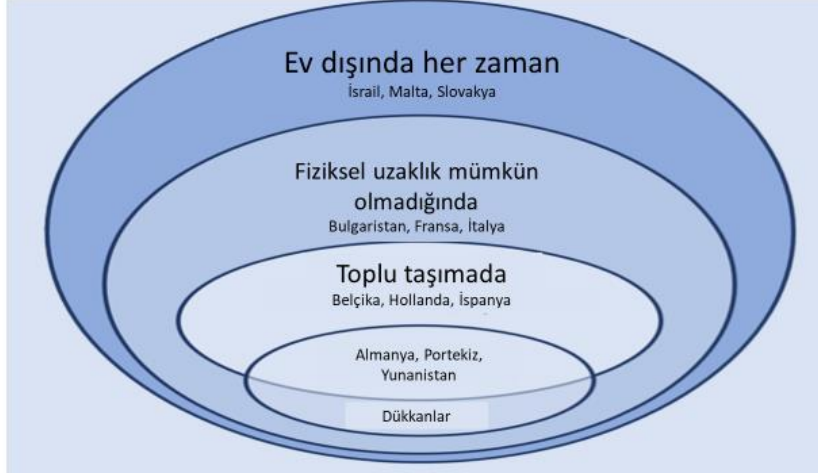 Ev dışında her zaman
İsrail, Malta, Slovakya
Fiziksel uzaklık mümkün
olmadığında
Bulgaristan, Fransa, İtalya
Toplu taşımada
Belçika, Hollanda, İspanya
Almanya, Portekiz,
Yunanistan
Dükkanlar